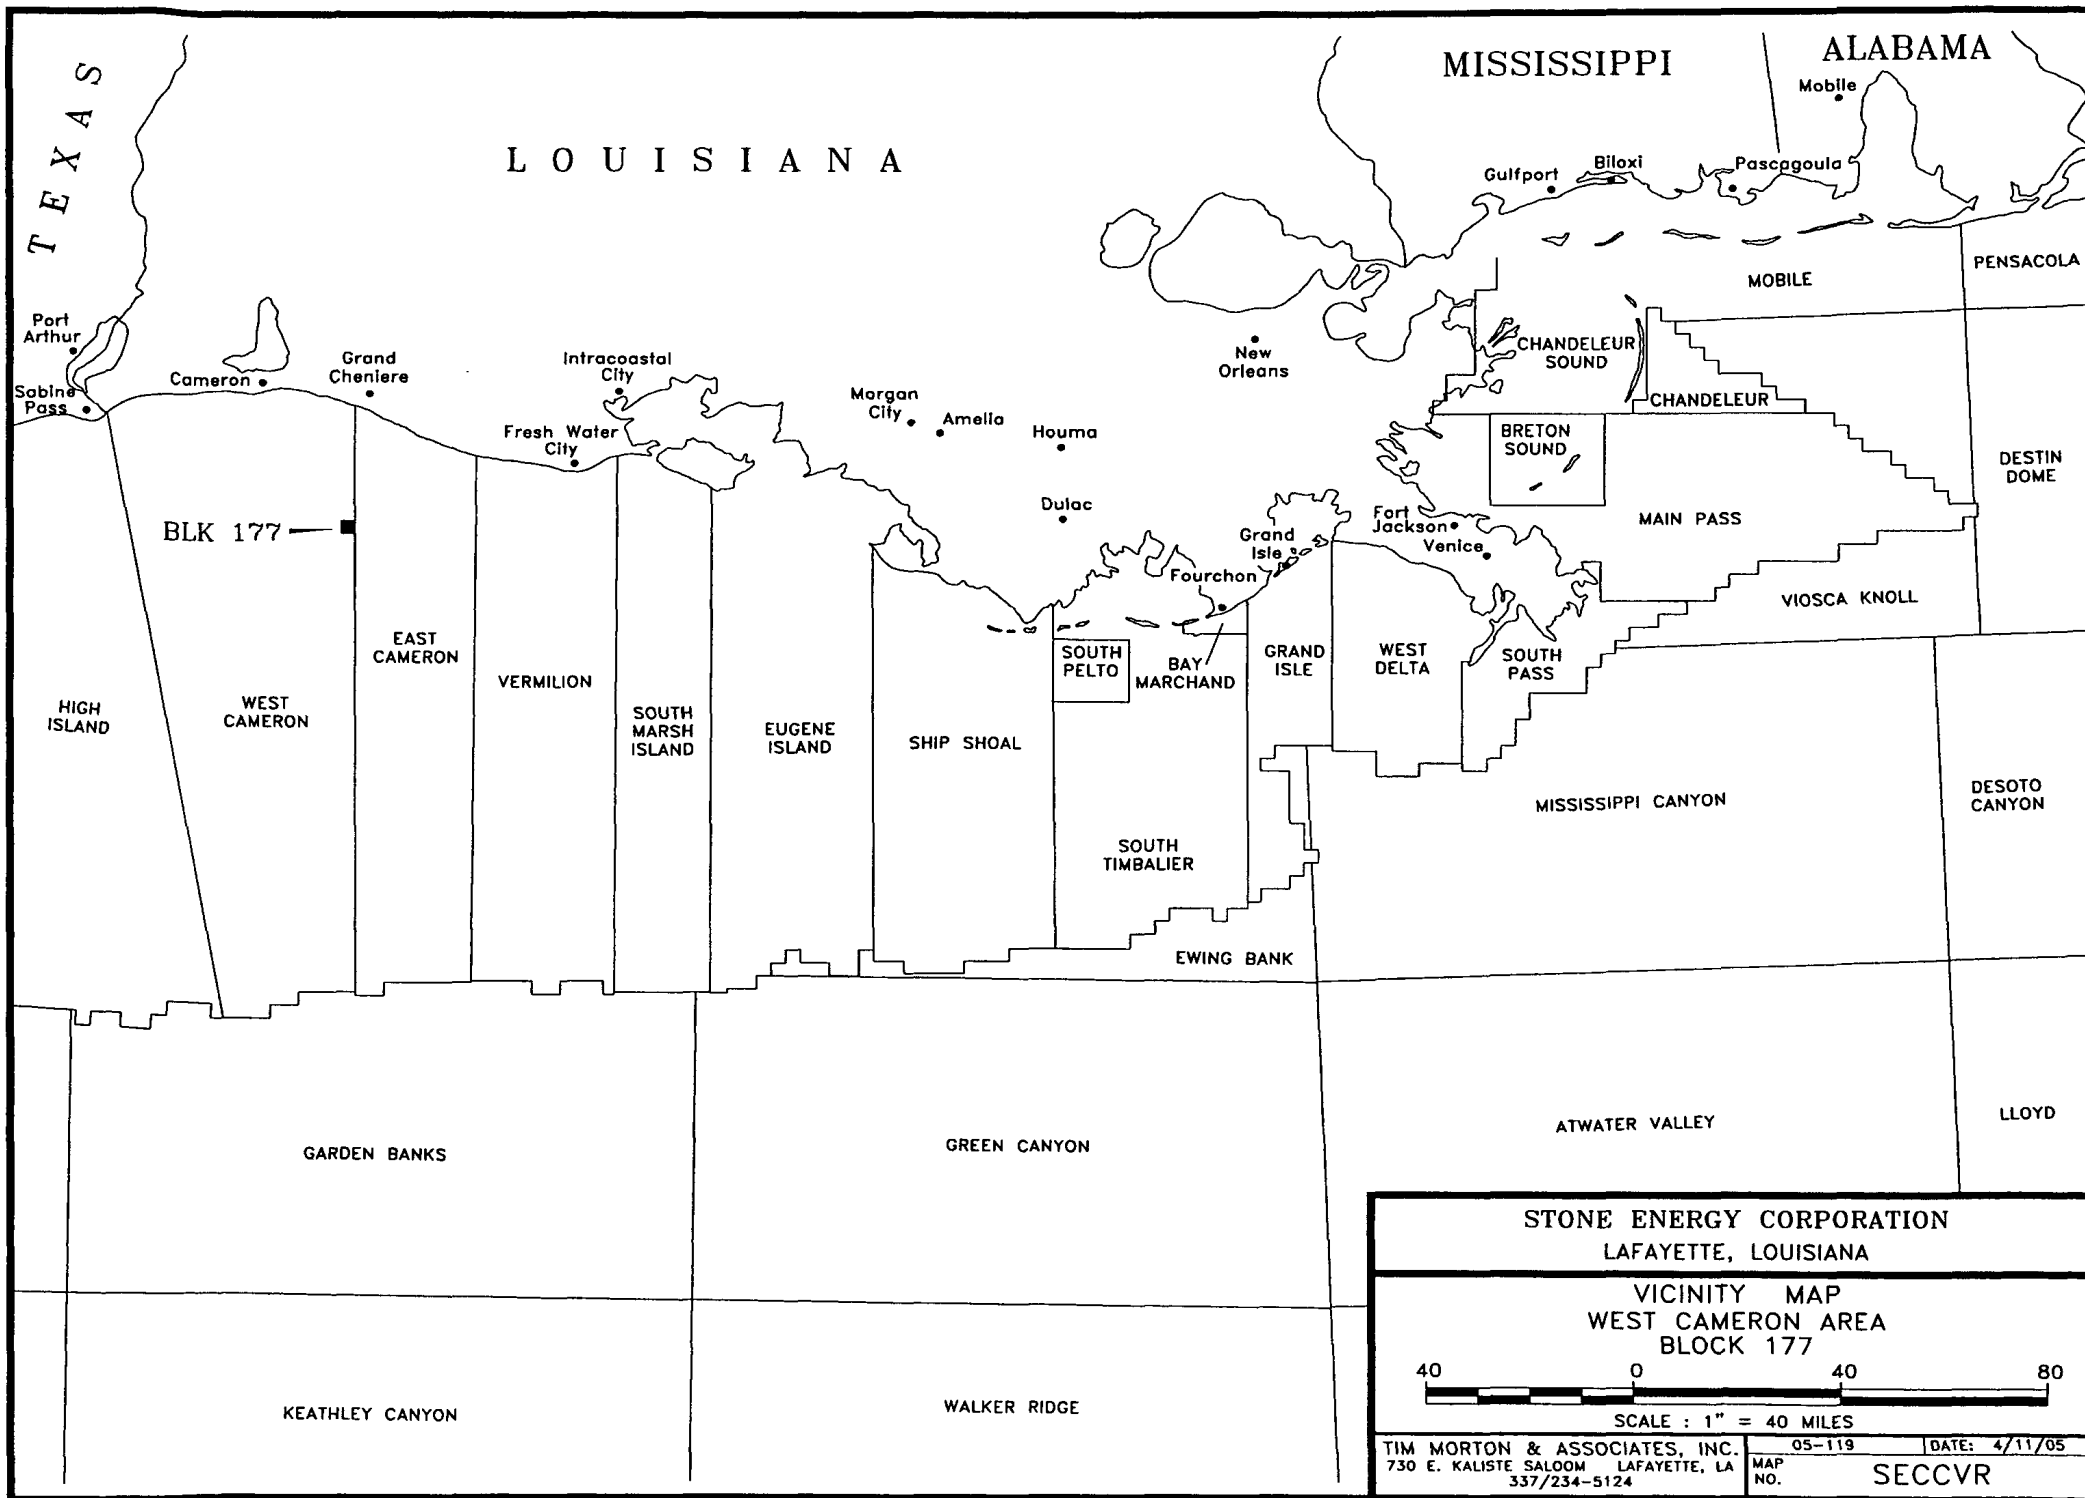 TEXAS
LOUISIANA
MISSISSIPPI
ALABAMA
Mobile
Gulfport
Biloxi
Pascagoula
PENSACOLA
MOBILE
Port
Arthur
Sabine
Pass
Cameron
Grand
Cheniere
Intracoastal
City
Fresh Water
City
Morgan
City
Amelia
Houma
Dulac
New
Orleans
CHANDELEUR
SOUND
CHANDELEUR
BRETON
SOUND
MAIN PASS
DESTIN
DOME
Fort
Jackson
Venice
Grand
Isle
Fourchon
VIOSCA KNOLL
BLK 177
HIGH
ISLAND
WEST
CAMERON
EAST
CAMERON
VERMILION
SOUTH
MARSH
ISLAND
EUGENE
ISLAND
SHIP SHOAL
SOUTH
PELTO
BAY
MARCHAND
GRAND
ISLE
WEST
DELTA
SOUTH
PASS
SOUTH
TIMBALIER
MISSISSIPPI CANYON
DESOTO
CANYON
EWING BANK
GARDEN BANKS
GREEN CANYON
ATWATER VALLEY
LLOYD
KEATHLEY CANYON
WALKER RIDGE
STONE ENERGY CORPORATION
LAFAYETTE, LOUISIANA
VICINITY MAP
WEST CAMERON AREA
BLOCK 177
40 0 40 80
SCALE : 1" = 40 MILES
TIM MORTON & ASSOCIATES, INC.
730 E. KALISTE SALOOM LAFAYETTE, LA
337/234-5124
05-119
DATE: 4/11/05
MAP
NO.
SECCVR